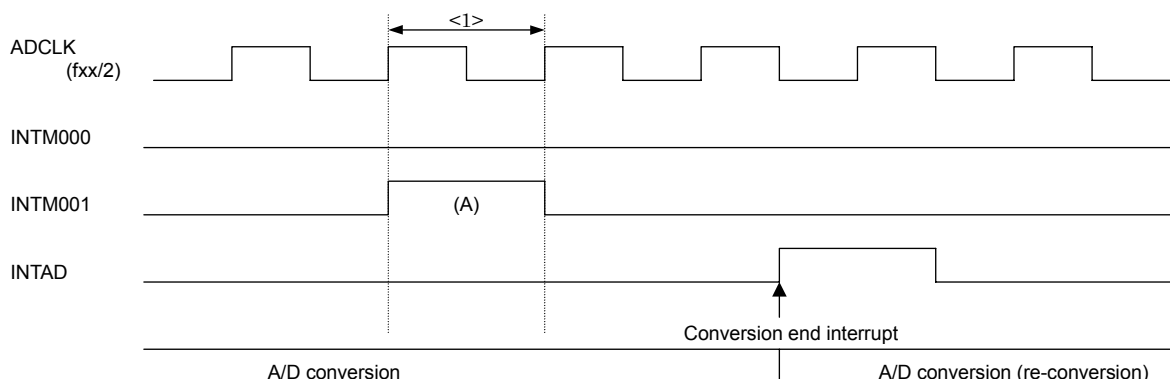 <1>
ADCLK
(fxx/2)
INTM000
INTM001
(A)
INTAD
Conversion end interrupt
A/D conversion
A/D conversion (re-conversion)